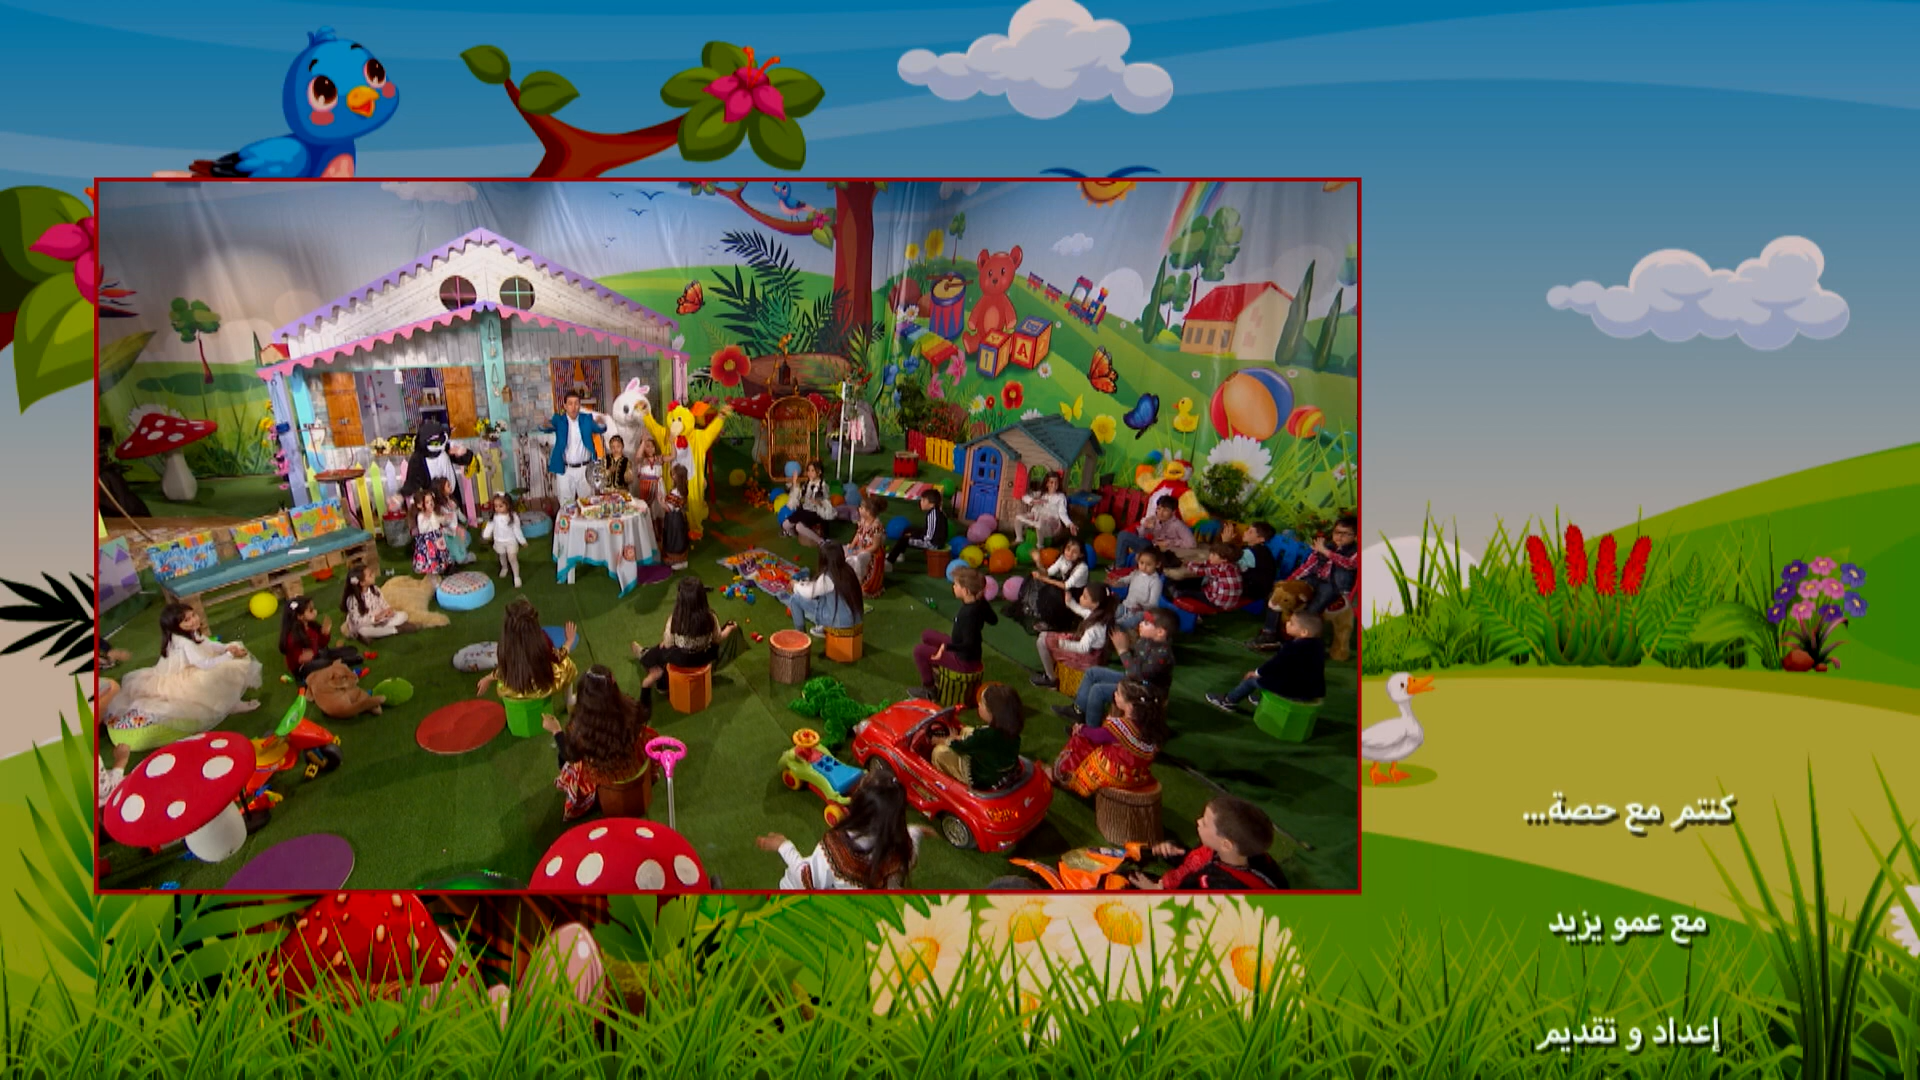 كنتم مع حصة...
مع عمو يزيد
إعداد و تقديم